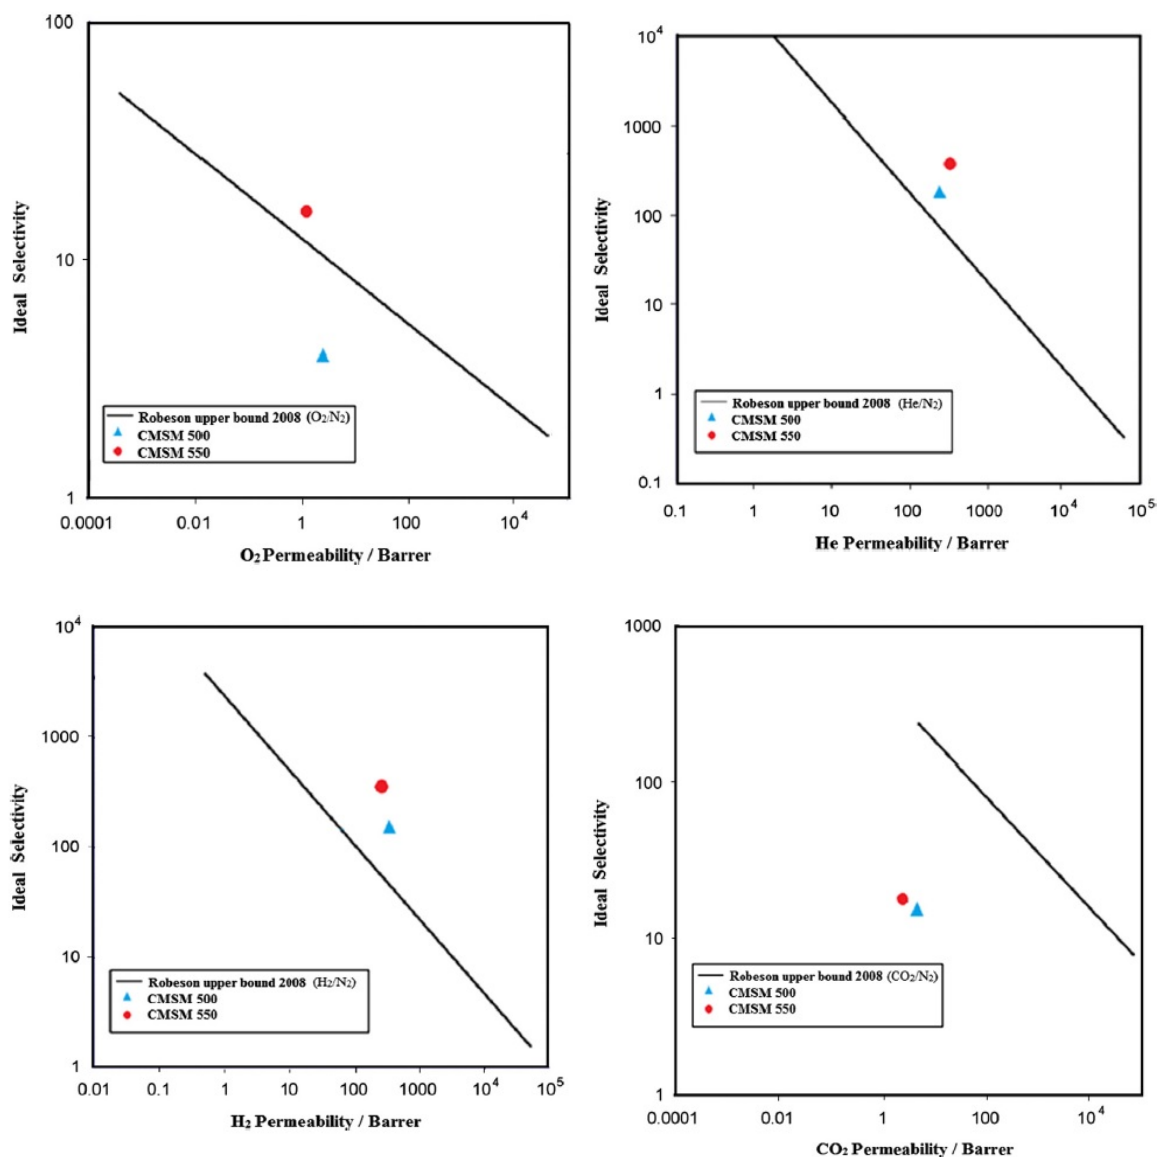 100
10
1
0.0001
0.01
1
100
10⁴
Ideal Selectivity
O₂ Permeability / Barrer
Robeson upper bound 2008 (O₂/N₂)
CMSM 500
CMSM 550
10⁴
1000
100
10
1
0.1
0.1
1
10
100
1000
10⁴
10⁵
Ideal Selectivity
He Permeability / Barrer
Robeson upper bound 2008 (He/N₂)
CMSM 500
CMSM 550
10⁴
1000
100
10
1
0.01
0.1
1
10
100
1000
10⁴
10⁵
Ideal Selectivity
H₂ Permeability / Barrer
Robeson upper bound 2008 (H₂/N₂)
CMSM 500
CMSM 550
1000
100
10
1
0.0001
0.01
1
100
10⁴
Ideal Selectivity
CO₂ Permeability / Barrer
Robeson upper bound 2008 (CO₂/N₂)
CMSM 500
CMSM 550